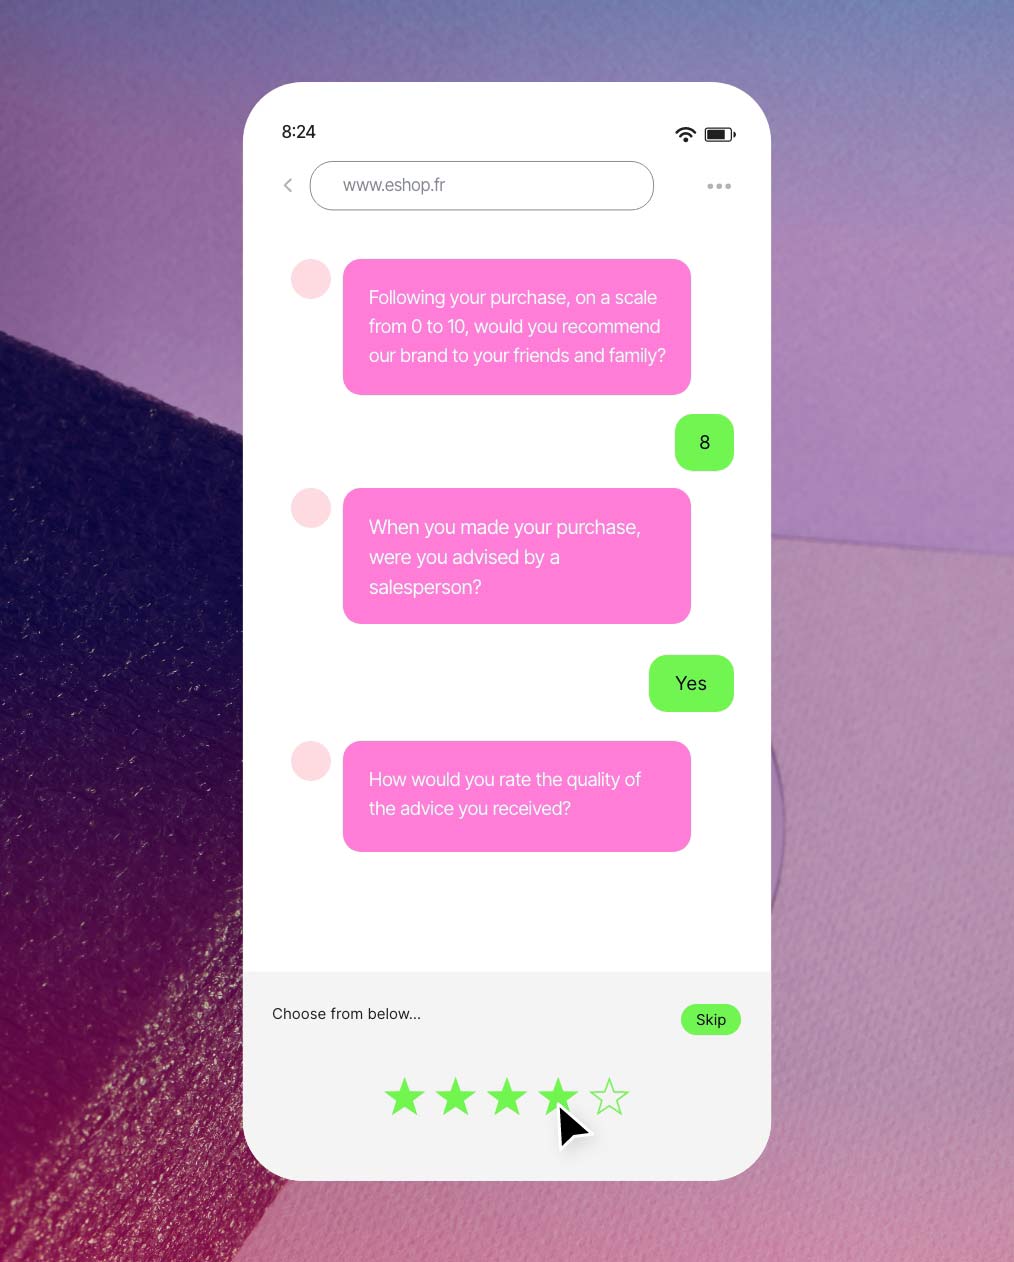 8:24
www.eshop.fr
Following your purchase, on a scale
from 0 to 10, would you recommend
our brand to your friends and family?
8
When you made your purchase,
were you advised by a
salesperson?
Yes
How would you rate the quality of
the advice you received?
Choose from below...
Skip